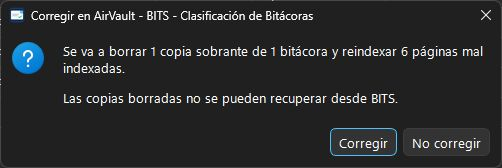 Corregir en AirVault - BITS - Clasificación de Bitácoras
Se va a borrar 1 copia sobrante de 1 bitácora y reindexar 6 páginas mal
indexadas.
Las copias borradas no se pueden recuperar desde BITS.
Corregir
No corregir